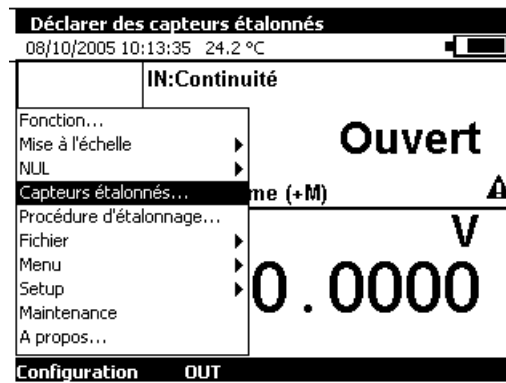 Déclarer des capteurs étalonnés
08/10/2005 10:13:35 24.2 °C
IN:Continuité
Ouvert
Fonction...
Mise à l'échelle
NUL
Capteurs étalonnés...
me (+M)
Procédure d'étalonnage...
V
Fichier
Menu
Setup
0.0000
Maintenance
A propos...
Configuration OUT